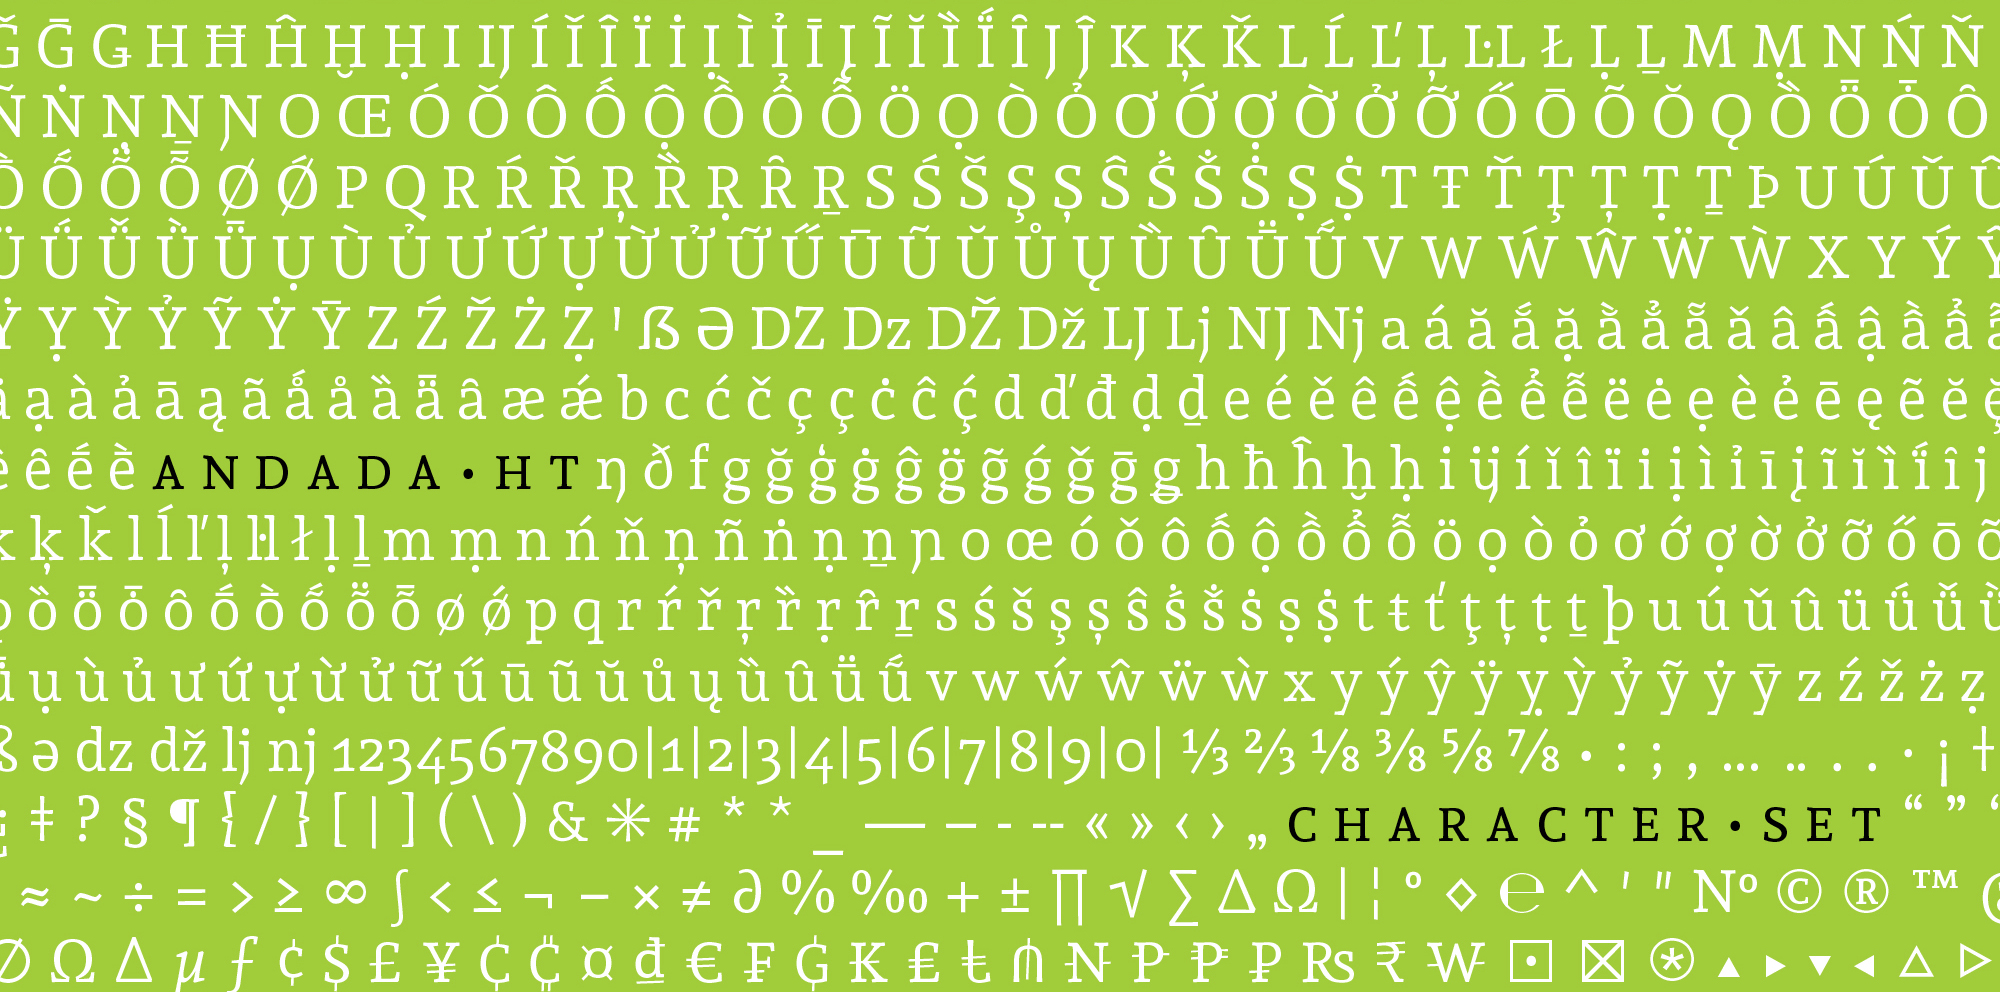 Ğ Ḡ Ǥ H Ħ Ĥ Ḫ Ḥ I IJ Í Ǐ Î Ï İ Ị Ì Ỉ Ī Į Ĩ Ĭ Ȉ Ḯ Ȋ J Ĵ K Ķ Ǩ L Ĺ Ľ Ļ Ŀ L Ł Ḷ Ḻ M Ṃ N Ń Ň
Ñ Ṅ Ṇ Ṉ Ɲ O Œ Ó Ǒ Ô Ố Ộ Ồ Ổ Ỗ Ö Ọ Ò Ỏ Ơ Ớ Ợ Ờ Ở Ỡ Ő Ō Õ Ŏ Ǫ Ȍ Ȫ Ȯ Ȏ
Ṍ Ṏ Ȭ Ø Ǿ P Q R Ŕ Ř Ŗ Ȑ Ṛ Ȓ Ṟ S Ś Š Ş Ș Ŝ Ṥ Ṧ Ṡ Ṣ Ṩ T Ŧ Ť Ţ Ț Ṭ Ṯ Þ U Ú Ǔ Û
Ü Ǘ Ǚ Ǜ Ǖ Ụ Ù Ủ Ư Ứ Ự Ừ Ử Ữ Ű Ū Ũ Ŭ Ů Ų Ȕ Ȗ Ṻ Ṹ V W Ẃ Ŵ Ẅ Ẁ X Y Ý Ŷ
Ẏ Ỵ Ỳ Ỷ Ỹ Ẏ Ȳ Z Ź Ž Ż Ẓ ' ẞ Ə DZ Dz DŽ Dž LJ Lj NJ Nj a á ă ắ ặ ằ ẳ ẵ ǎ â ấ ậ ầ ẩ ẫ
ä ạ à ả ā ą ã ǻ å ȁ ǟ ȃ æ ǽ b c ć č ç ç ċ ĉ ḉ d ď đ ḍ ḏ e é ě ê ế ệ ề ể ễ ë ė ẹ è ẻ ē ę ẽ ĕ ḝ
ȅ ȇ ḗ ḕ ANDADA•HT ŋ ð f g ğ ģ ġ ĝ g̈ g̃ ǵ ǧ ḡ ǥ h ħ ĥ ḫ ḥ i ij í ǐ î ï i ị ì ỉ ī į ĩ ĭ ȉ ḯ ȋ j
k ķ ǩ l ĺ ľ ļ ŀl ł ḷ ḻ m ṃ n ń ň ņ ñ ṅ ṇ ṉ ɲ o œ ó ǒ ô ố ộ ồ ổ ỗ ö ọ ò ỏ ơ ớ ợ ờ ở ỡ ő ō õ
ȍ ȫ ȯ ȏ ṓ ṑ ṍ ṏ ȭ ø ǿ p q r ŕ ř ŗ ȑ ṛ ȓ ṟ s ś š ş ș ŝ ṥ ṧ ṡ ṣ ṩ t ŧ ť ţ ț ṭ ṯ þ u ú ǔ û ü ǘ ǚ ǜ
ǖ ụ ù ủ ư ứ ự ừ ử ữ ű ū ũ ŭ ů ų ȕ ȗ ṻ ṹ v w ẃ ŵ ẅ ẁ x y ý ŷ ÿ ỵ ỳ ỷ ỹ ẏ ȳ z ź ž ż ẓ
ß ə dz dž lj nj 1234567890|1|2|3|4|5|6|7|8|9|0| ⅓ ⅔ ⅛ ⅜ ⅝ ⅞ • : ; , … ‥ . . · ¡ †
‡ ? § ¶ { / } [ | ] ( \ ) & ✳ # * * _ — – - -- « » ‹ › „ CHARACTER•SET “ ” ‘
≈ ~ ÷ = > ≥ ∞ ∫ < ≤ ¬ − × ≠ ∂ % ‰ + ± ∏ √ ∑ ∆ Ω | ¦ º ◊ ℮ ^ ' " Nº © ® ™ @
∅ Ω ∆ µ ƒ ¢ $ £ ¥ ₵ ₡ ¤ ₫ € ₣ ₲ ₭ £ ₺ ₼ ₦ ₽ ₱ ₽ ₨ ₹ ₩ ⊡ ⊠ ⊛ ▲ ► ▼ ◄ △ ▷